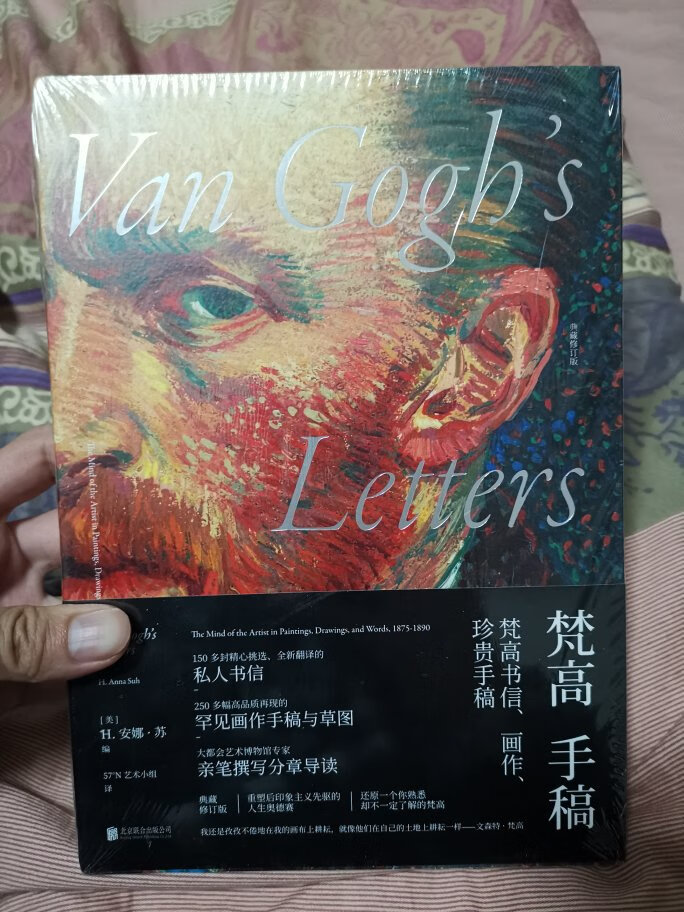 Van Gogh's
Letters
典藏修订版
The Mind of the Artist in Paintings, Drawings
The Mind of the Artist in Paintings, Drawings, and Words, 1875-1890
H. Anna Suh
[美]
H. 安娜·苏
编
57°N 艺术小组
译
150 多封精心挑选、全新翻译的
私人书信
250 多幅高品质再现的
罕见画作手稿与草图
大都会艺术博物馆专家
亲笔撰写分章导读
典藏
修订版
重塑后印象主义先驱的
人生奥德赛
还原一个你熟悉
却不一定了解的梵高
梵高 手稿
梵高书信、画作、
珍贵手稿
北京联合出版公司
我还是孜孜不倦地在我的画布上耕耘，就像他们在自己的土地上耕耘一样——文森特·梵高